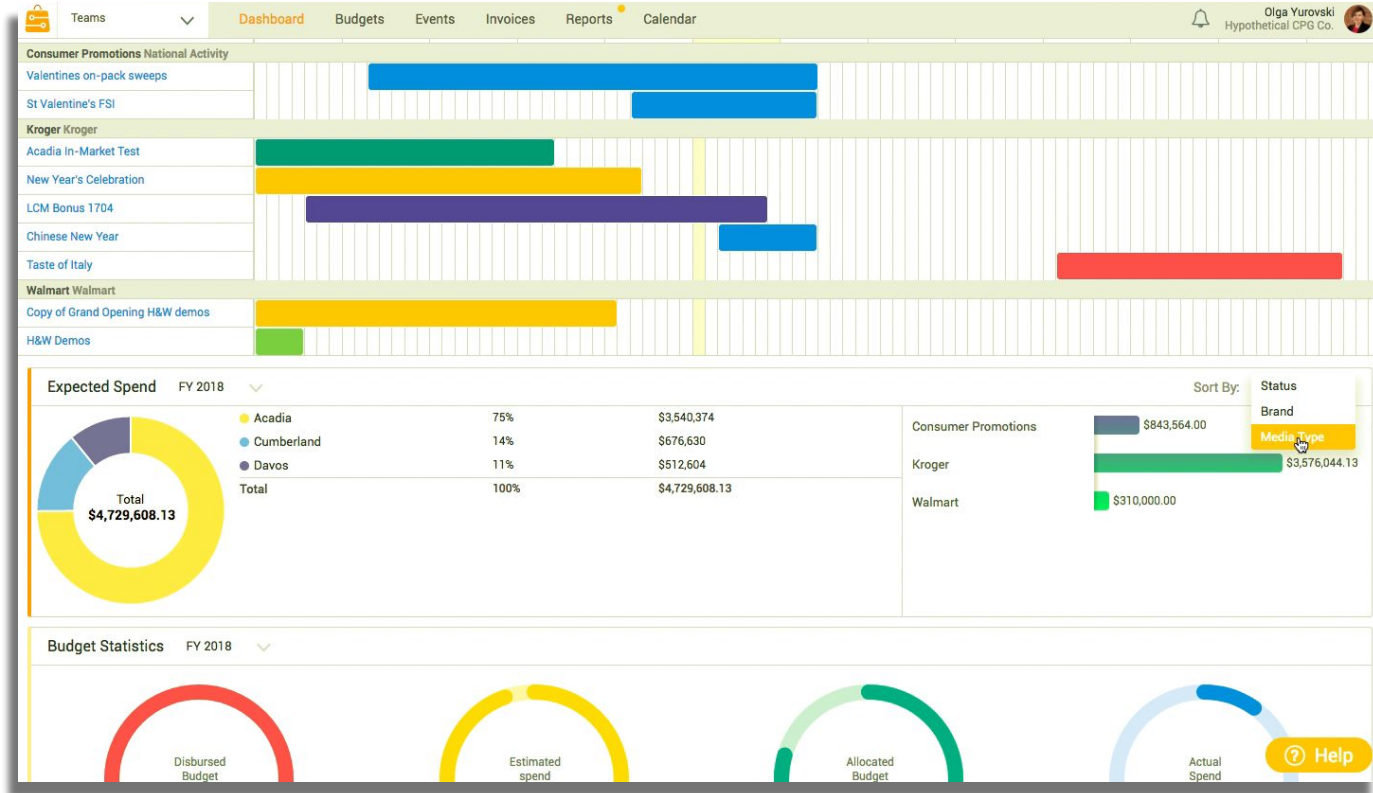 Teams
Dashboard Budgets Events Invoices Reports Calendar
Olga Yurovski
Hypothetical CPG Co.
Consumer Promotions National Activity
Valentines on-pack sweeps
St Valentine's FSI
Kroger Kroger
Acadia In-Market Test
New Year's Celebration
LCM Bonus 1704
Chinese New Year
Taste of Italy
Walmart Walmart
Copy of Grand Opening H&W demos
H&W Demos
Expected Spend FY 2018
Sort By:
Status
Brand
Media Type
Total
$4,729,608.13
Acadia 75% $3,540,374
Cumberland 14% $676,630
Davos 11% $512,604
Total 100% $4,729,608.13
Consumer Promotions $843,564.00
Kroger $3,576,044.13
Walmart $310,000.00
Budget Statistics FY 2018
Disbursed
Budget
Estimated
spend
Allocated
Budget
Actual
Spend
? Help